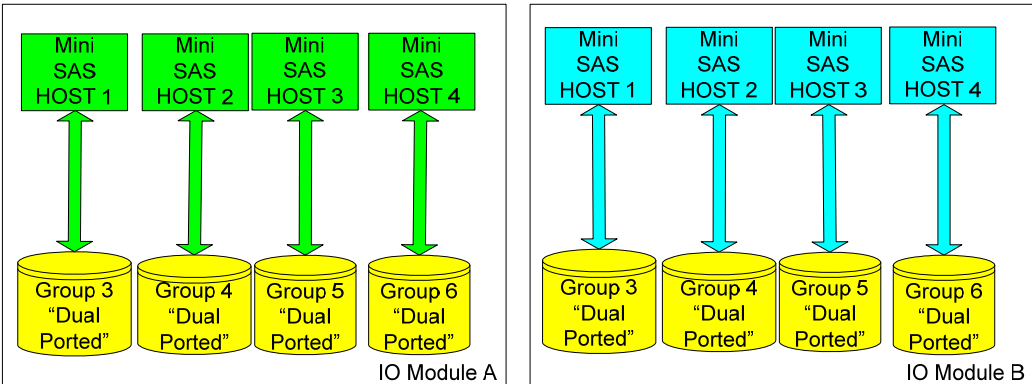 Mini
SAS
HOST 1
Mini
SAS
HOST 2
Mini
SAS
HOST 3
Mini
SAS
HOST 4
Group 3
“Dual
Ported”
Group 4
“Dual
Ported”
Group 5
“Dual
Ported”
Group 6
“Dual
Ported”
IO Module A
Mini
SAS
HOST 1
Mini
SAS
HOST 2
Mini
SAS
HOST 3
Mini
SAS
HOST 4
Group 3
“Dual
Ported”
Group 4
“Dual
Ported”
Group 5
“Dual
Ported”
Group 6
“Dual
Ported”
IO Module B